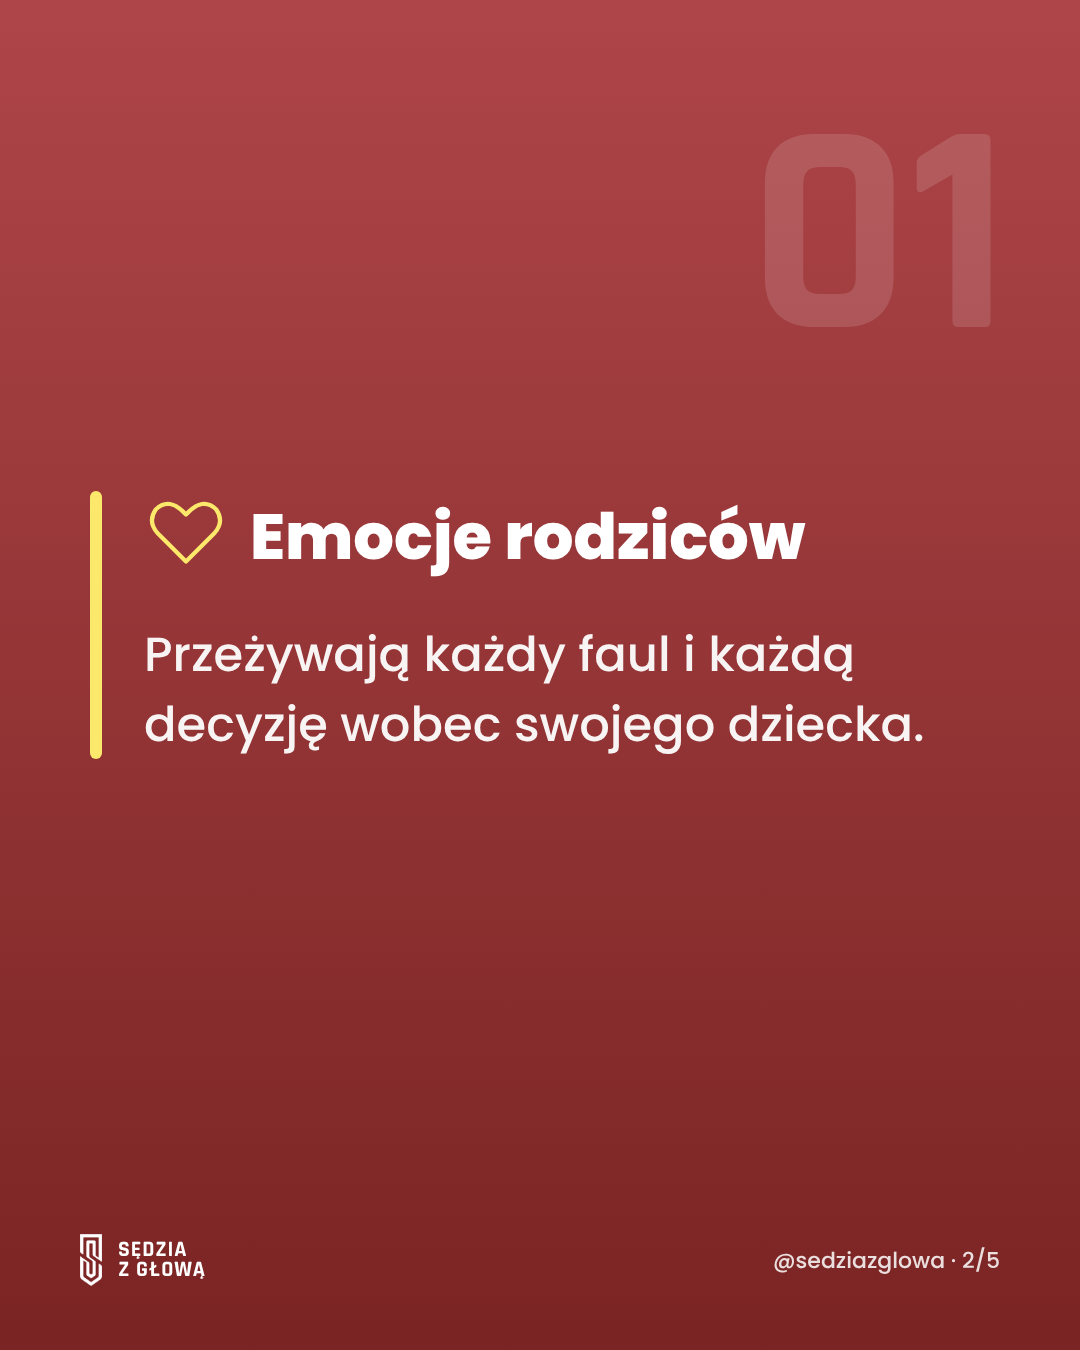 01
Emocje rodziców
Przeżywają każdy faul i każdą
decyzję wobec swojego dziecka.
SĘDZIA
Z GŁOWĄ
@sedziazglowa · 2/5